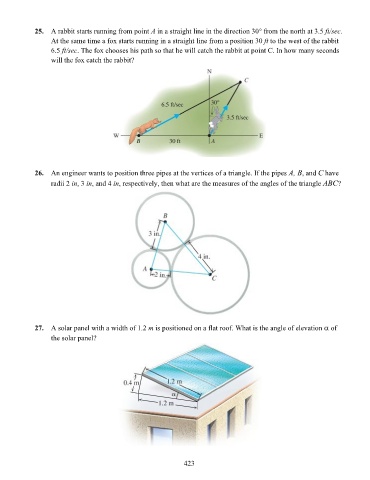 25. A rabbit starts running from point A in a straight line in the direction 30° from the north at 3.5 ft/sec.
At the same time a fox starts running in a straight line from a position 30 ft to the west of the rabbit
6.5 ft/sec. The fox chooses his path so that he will catch the rabbit at point C. In how many seconds
will the fox catch the rabbit?
N
C
6.5 ft/sec
30°
3.5 ft/sec
W
E
B
30 ft
A
26. An engineer wants to position three pipes at the vertices of a triangle. If the pipes A, B, and C have
radii 2 in, 3 in, and 4 in, respectively, then what are the measures of the angles of the triangle ABC?
B
3 in.
4 in.
A
2 in.
C
27. A solar panel with a width of 1.2 m is positioned on a flat roof. What is the angle of elevation α of
the solar panel?
0.4 m
1.2 m
α
1.2 m
423